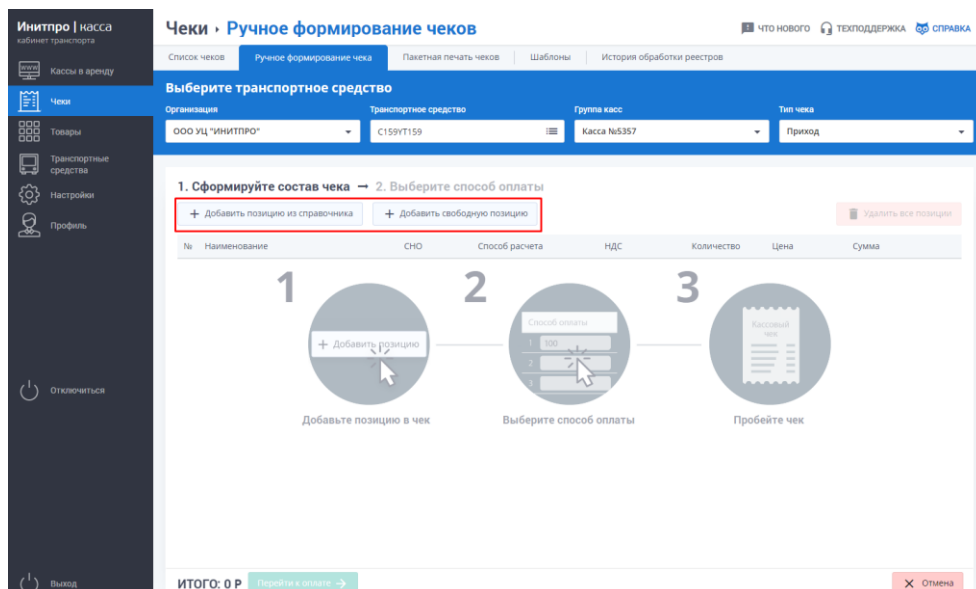 Инитпро | касса
кабинет транспорта
Кассы в аренду
Чеки
Товары
Транспортные
средства
Настройки
Профиль
Отключиться
Выход
Чеки › Ручное формирование чеков
ЧТО НОВОГО ТЕХПОДДЕРЖКА СПРАВКА
Список чеков Ручное формирование чека Пакетная печать чеков Шаблоны История обработки реестров
Выберите транспортное средство
Организация Транспортное средство Группа касс Тип чека
ООО УЦ "ИНИТПРО" C159YT159 Касса №5357 Приход
1. Сформируйте состав чека → 2. Выберите способ оплаты
+ Добавить позицию из справочника + Добавить свободную позицию Удалить все позиции
№ Наименование СНО Способ расчета НДС Количество Цена Сумма
1 2 3
Способ оплаты
Кассовый
чек
+ Добавить позицию
1 100
2
3
Добавьте позицию в чек Выберите способ оплаты Пробейте чек
ИТОГО: 0 Р Перейти к оплате → X Отмена